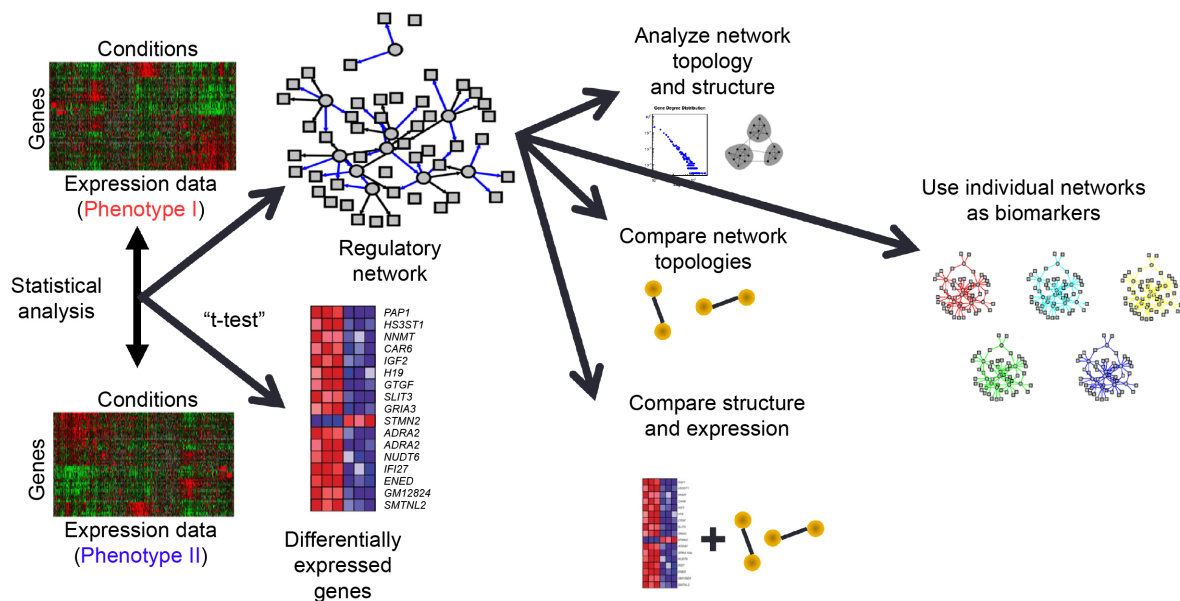 Conditions
Genes
Expression data
(Phenotype I)
Statistical
analysis
Genes
Expression data
(Phenotype II)
Regulatory
network
“t-test”
PAP1
HS3ST1
NNMT
CAR6
IGF2
H19
GTGF
SLIT3
GRIA3
STMN2
ADRA2
ADRA2
NUDT6
IFI27
ENED
GM12824
SMTNL2
Differentially
expressed
genes
Analyze network
topology
and structure
Gene Degree Distribution
Compare network
topologies
Compare structure
and expression
Use individual networks
as biomarkers